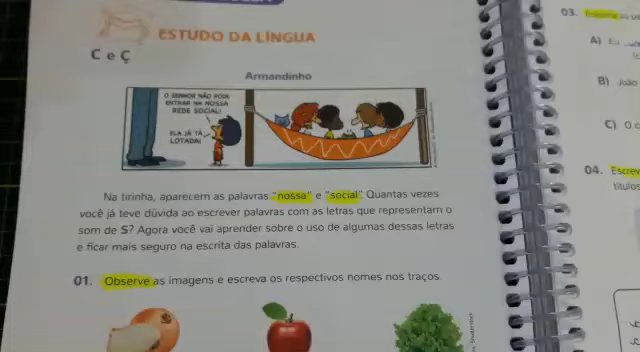 ESTUDO DA LÍNGUA
C e Ç
Armandinho
O SENHOR NÃO PODE
ENTRAR NA NOSSA
REDE SOCIAL!
ELA JÁ TÁ
LOTADA!
Na tirinha, aparecem as palavras "nossa" e "social". Quantas vezes
você já teve dúvida ao escrever palavras com as letras que representam o
som de S? Agora você vai aprender sobre o uso de algumas dessas letras
e ficar mais seguro na escrita das palavras.
01. Observe as imagens e escreva os respectivos nomes nos traços.
03.
A) Eu
B) João
C) O c
04. Escrev
títulos